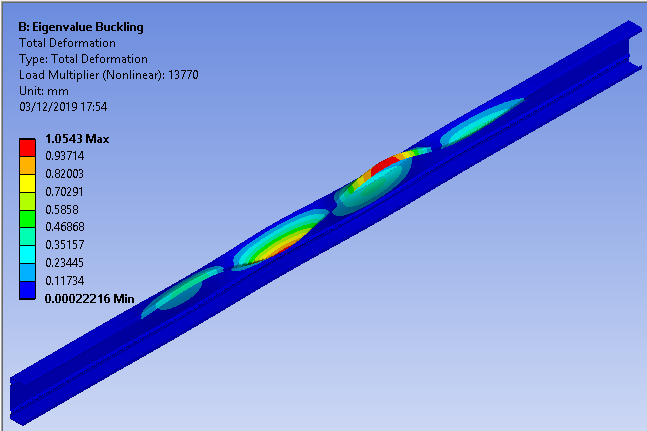 B: Eigenvalue Buckling
Total Deformation
Type: Total Deformation
Load Multiplier (Nonlinear): 13770
Unit: mm
03/12/2019 17:54
1.0543 Max
0.93714
0.82003
0.70291
0.5858
0.46868
0.35157
0.23445
0.11734
0.00022216 Min